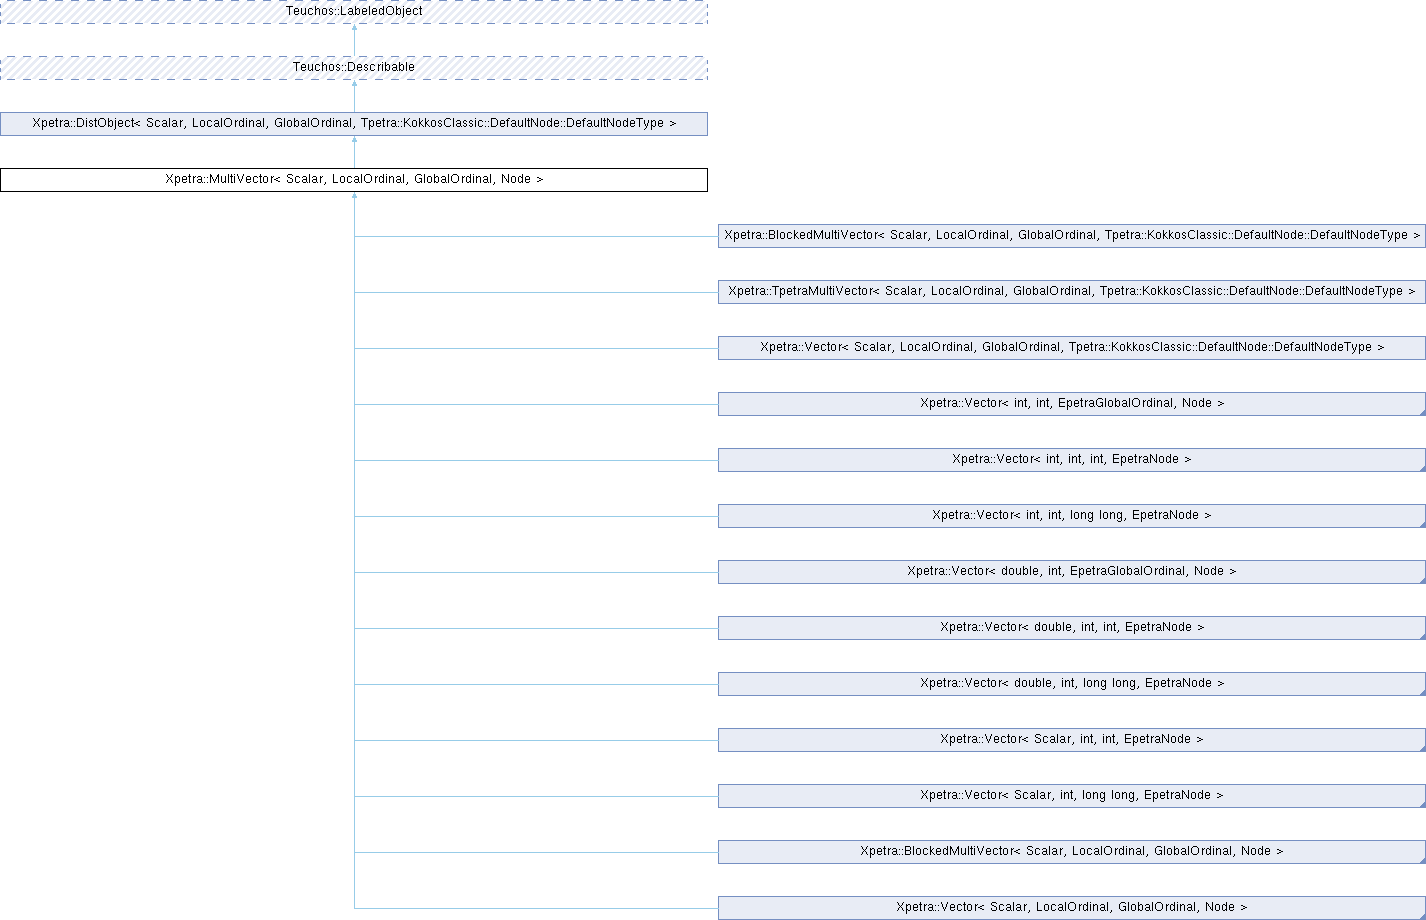 Teuchos::LabeledObject
Teuchos::Describable
Xpetra::DistObject< Scalar, LocalOrdinal, GlobalOrdinal, Tpetra::KokkosClassic::DefaultNode::DefaultNodeType >
Xpetra::MultiVector< Scalar, LocalOrdinal, GlobalOrdinal, Node >
Xpetra::BlockedMultiVector< Scalar, LocalOrdinal, GlobalOrdinal, Tpetra::KokkosClassic::DefaultNode::DefaultNodeType >
Xpetra::TpetraMultiVector< Scalar, LocalOrdinal, GlobalOrdinal, Tpetra::KokkosClassic::DefaultNode::DefaultNodeType >
Xpetra::Vector< Scalar, LocalOrdinal, GlobalOrdinal, Tpetra::KokkosClassic::DefaultNode::DefaultNodeType >
Xpetra::Vector< int, int, EpetraGlobalOrdinal, Node >
Xpetra::Vector< int, int, int, EpetraNode >
Xpetra::Vector< int, int, long long, EpetraNode >
Xpetra::Vector< double, int, EpetraGlobalOrdinal, Node >
Xpetra::Vector< double, int, int, EpetraNode >
Xpetra::Vector< double, int, long long, EpetraNode >
Xpetra::Vector< Scalar, int, int, EpetraNode >
Xpetra::Vector< Scalar, int, long long, EpetraNode >
Xpetra::BlockedMultiVector< Scalar, LocalOrdinal, GlobalOrdinal, Node >
Xpetra::Vector< Scalar, LocalOrdinal, GlobalOrdinal, Node >